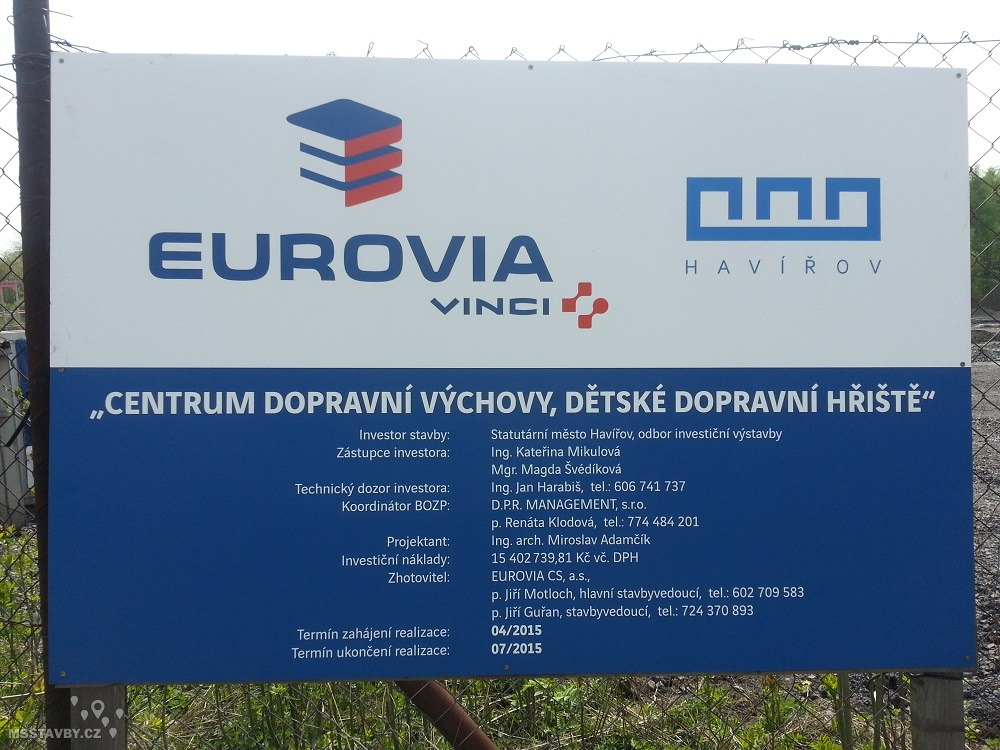 EUROVIA
VINCI
HAVÍŘOV
„CENTRUM DOPRAVNÍ VÝCHOVY, DĚTSKÉ DOPRAVNÍ HŘIŠTĚ“
Investor stavby: Statutární město Havířov, odbor investiční výstavby
Zástupce investora: Ing. Kateřina Mikulová
Mgr. Magda Švédíková
Technický dozor investora: Ing. Jan Harabiš, tel.: 606 741 737
Koordinátor BOZP: D.P.R. MANAGEMENT, s.r.o.
p. Renáta Klodová, tel.: 774 484 201
Projektant: Ing. arch. Miroslav Adamčík
Investiční náklady: 15 402 739,81 Kč vč. DPH
Zhotovitel: EUROVIA CS, a.s.,
p. Jiří Motloch, hlavní stavbyvedoucí, tel.: 602 709 583
p. Jiří Guřan, stavbyvedoucí, tel.: 724 370 893
Termín zahájení realizace: 04/2015
Termín ukončení realizace: 07/2015
MSSTAVBY.CZ